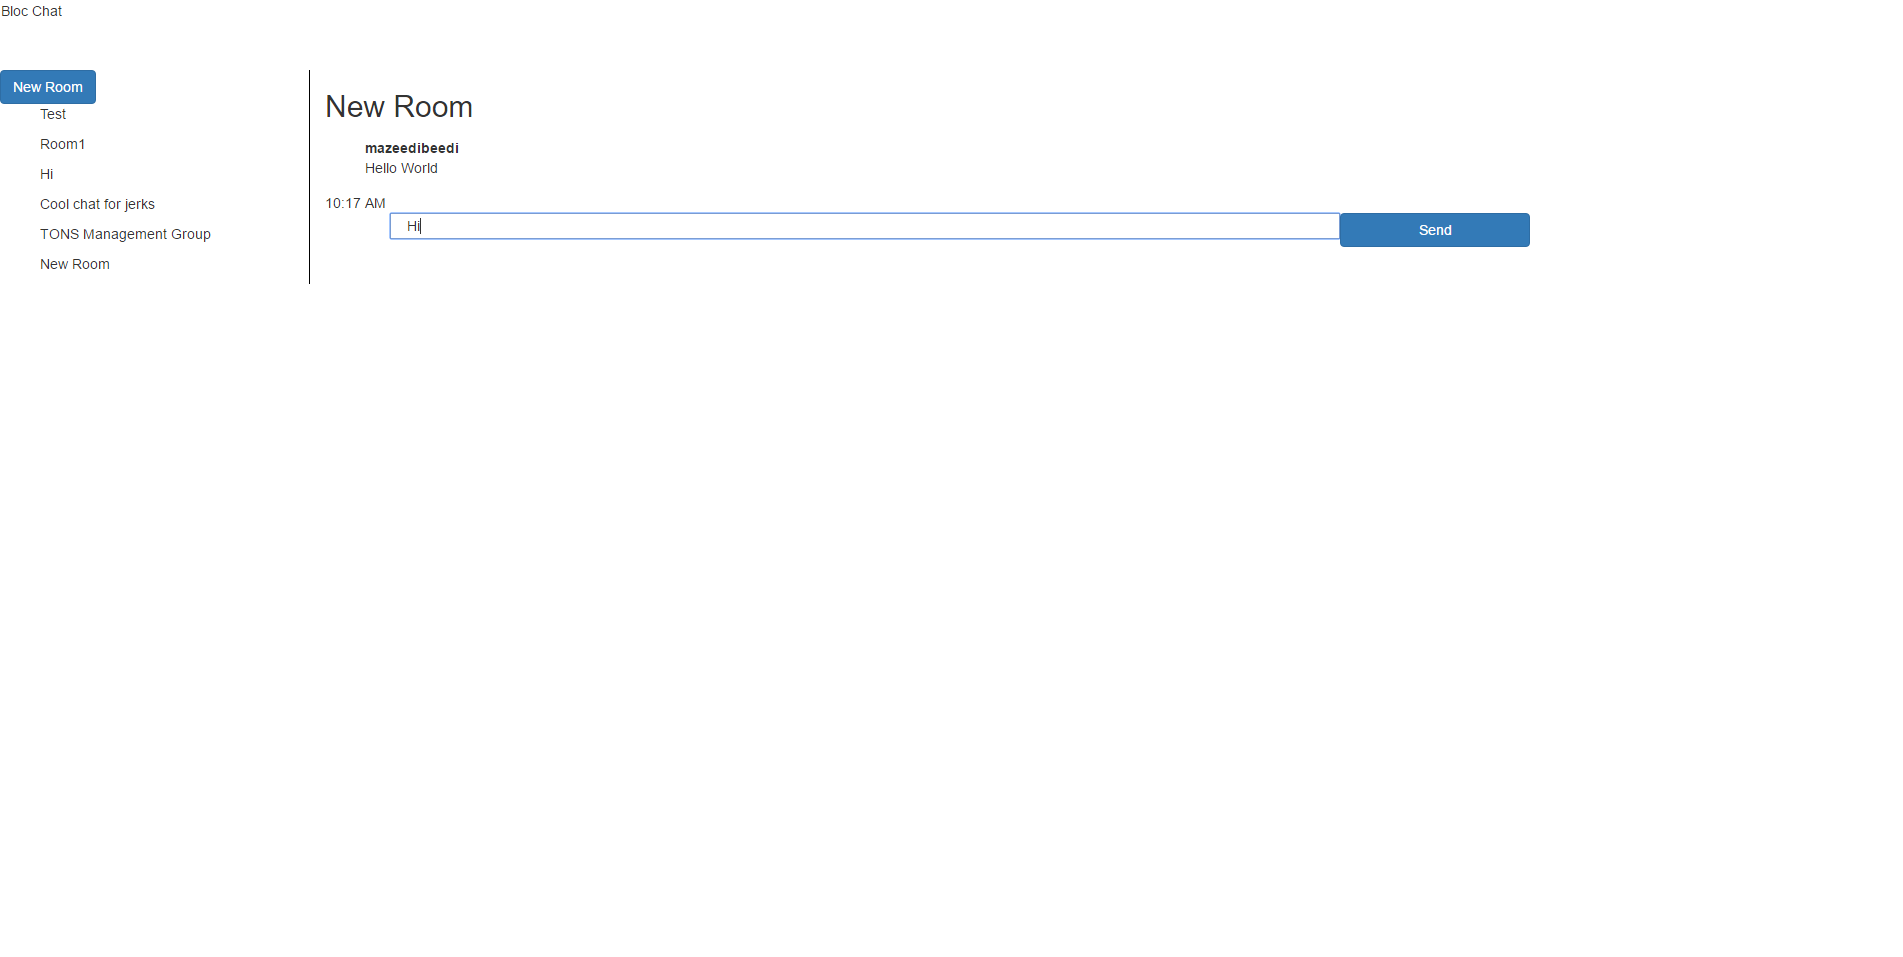 Bloc Chat
New Room
Test
Room1
Hi
Cool chat for jerks
TONS Management Group
New Room
New Room
mazeedibeedi
Hello World
10:17 AM
Hi
Send